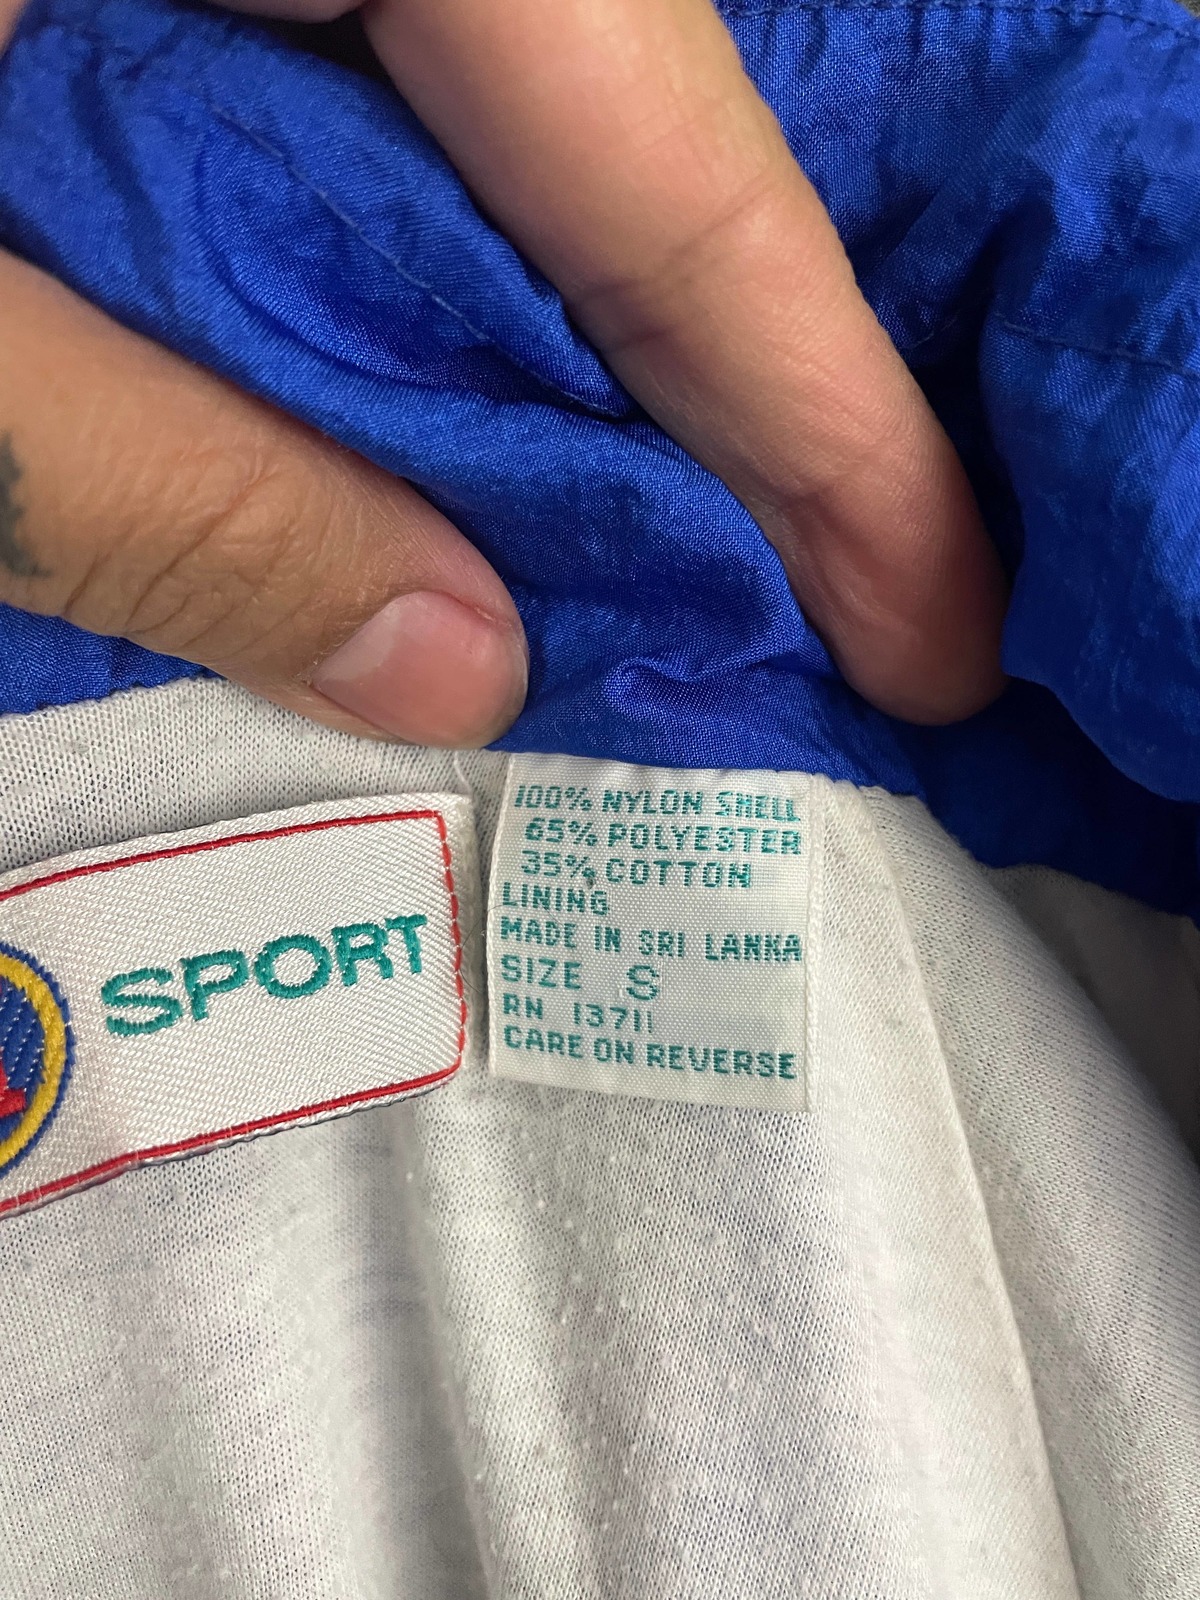 SPORT
100% NYLON SHELL
65% POLYESTER
35% COTTON
LINING
MADE IN SRI LANKA
SIZE S
RN 13711
CARE ON REVERSE